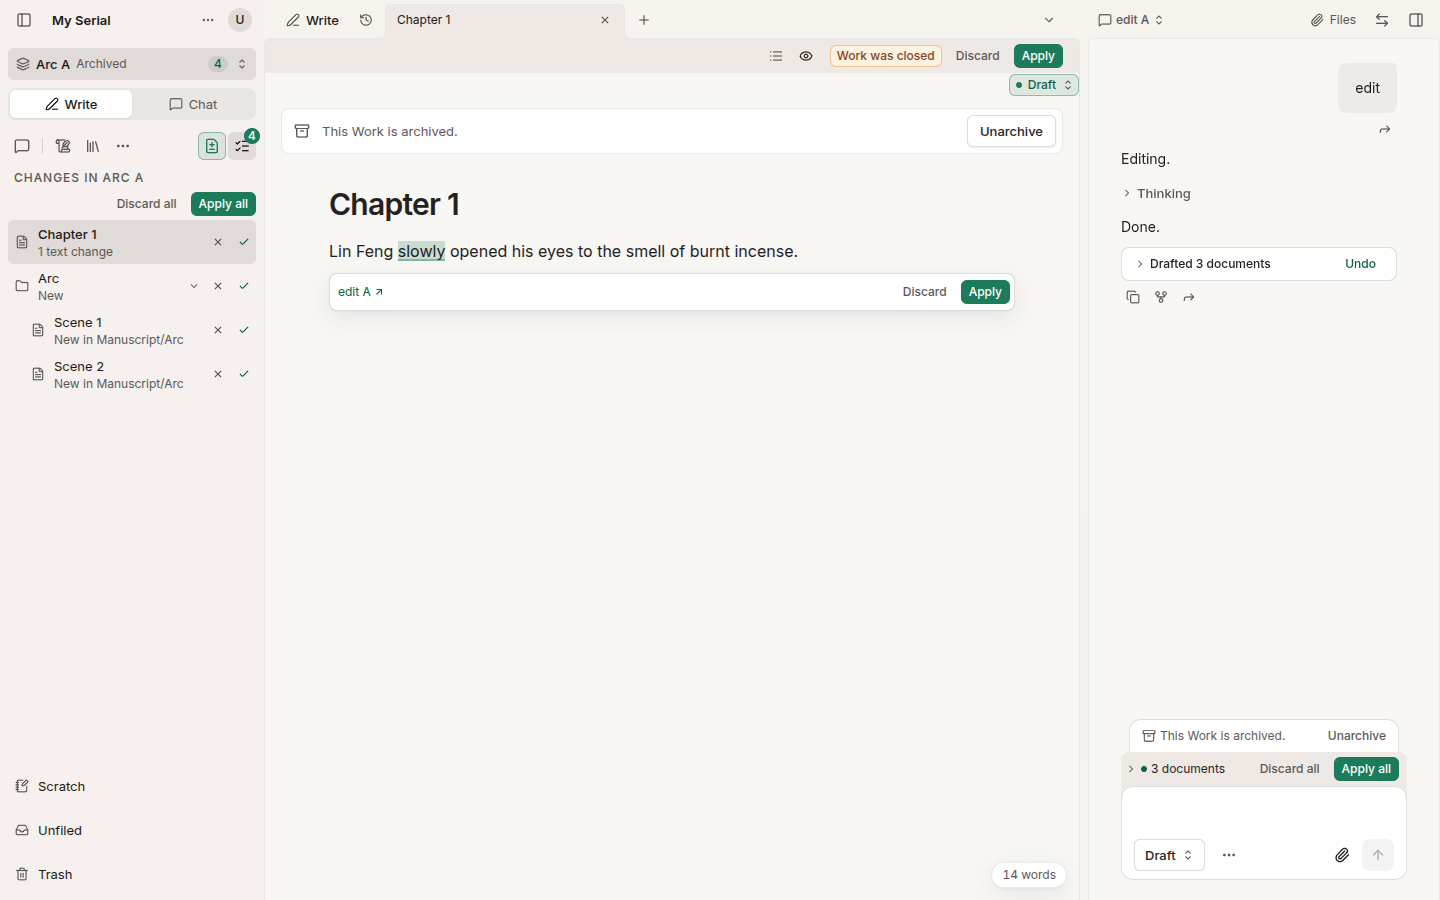 My Serial
U
Arc A Archived 4
Write
Chat
4
CHANGES IN ARC A
Discard all
Apply all
Chapter 1
1 text change
Arc
New
Scene 1
New in Manuscript/Arc
Scene 2
New in Manuscript/Arc
Scratch
Unfiled
Trash
Write
Chapter 1
Work was closed
Discard
Apply
Draft
This Work is archived.
Unarchive
Chapter 1
Lin Feng slowly opened his eyes to the smell of burnt incense.
edit A
Discard
Apply
14 words
edit A
Files
edit
Editing.
Thinking
Done.
Drafted 3 documents
Undo
This Work is archived.
Unarchive
3 documents
Discard all
Apply all
Draft